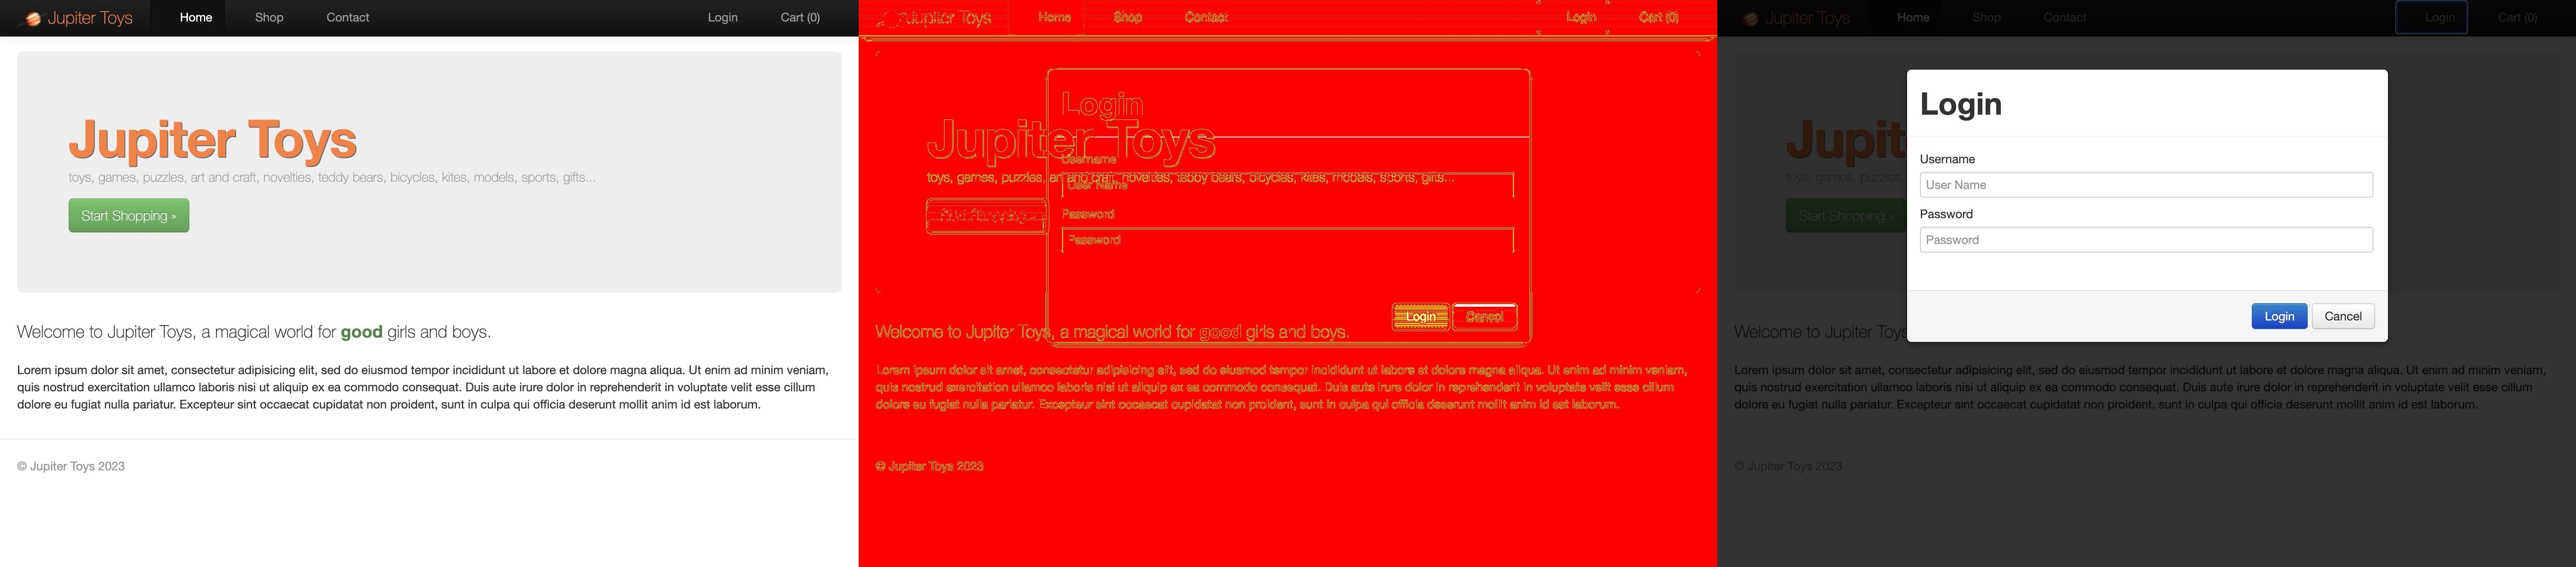 Jupiter Toys Home Shop Contact Login Cart (0)
Jupiter Toys
toys, games, puzzles, art and craft, novelties, teddy bears, bicycles, kites, models, sports, gifts...
Start Shopping »
Welcome to Jupiter Toys, a magical world for good girls and boys.
Lorem ipsum dolor sit amet, consectetur adipisicing elit, sed do eiusmod tempor incididunt ut labore et dolore magna aliqua. Ut enim ad minim veniam,
quis nostrud exercitation ullamco laboris nisi ut aliquip ex ea commodo consequat. Duis aute irure dolor in reprehenderit in voluptate velit esse cillum
dolore eu fugiat nulla pariatur. Excepteur sint occaecat cupidatat non proident, sunt in culpa qui officia deserunt mollit anim id est laborum.
© Jupiter Toys 2023
Jupiter Toys Home Shop Contact Login Cart (0)
Login
Jupiter Toys
Username
toys, games, puzzles, art and craft, novelties, teddy bears, bicycles, kites, models, sports, gifts...
User Name
Password
Password
Login Cancel
Welcome to Jupiter Toys, a magical world for good girls and boys.
Lorem ipsum dolor sit amet, consectetur adipisicing elit, sed do eiusmod tempor incididunt ut labore et dolore magna aliqua. Ut enim ad minim veniam,
quis nostrud exercitation ullamco laboris nisi ut aliquip ex ea commodo consequat. Duis aute irure dolor in reprehenderit in voluptate velit esse cillum
dolore eu fugiat nulla pariatur. Excepteur sint occaecat cupidatat non proident, sunt in culpa qui officia deserunt mollit anim id est laborum.
© Jupiter Toys 2023
Jupiter Toys Home Shop Contact Login Cart (0)
Login
Jupit
Username
toys, games, puzzles,
User Name
Start Shopping »
Password
Password
Login Cancel
Welcome to Jupiter Toys
Lorem ipsum dolor sit amet, consectetur adipisicing elit, sed do eiusmod tempor incididunt ut labore et dolore magna aliqua. Ut enim ad minim veniam,
quis nostrud exercitation ullamco laboris nisi ut aliquip ex ea commodo consequat. Duis aute irure dolor in reprehenderit in voluptate velit esse cillum
dolore eu fugiat nulla pariatur. Excepteur sint occaecat cupidatat non proident, sunt in culpa qui officia deserunt mollit anim id est laborum.
© Jupiter Toys 2023